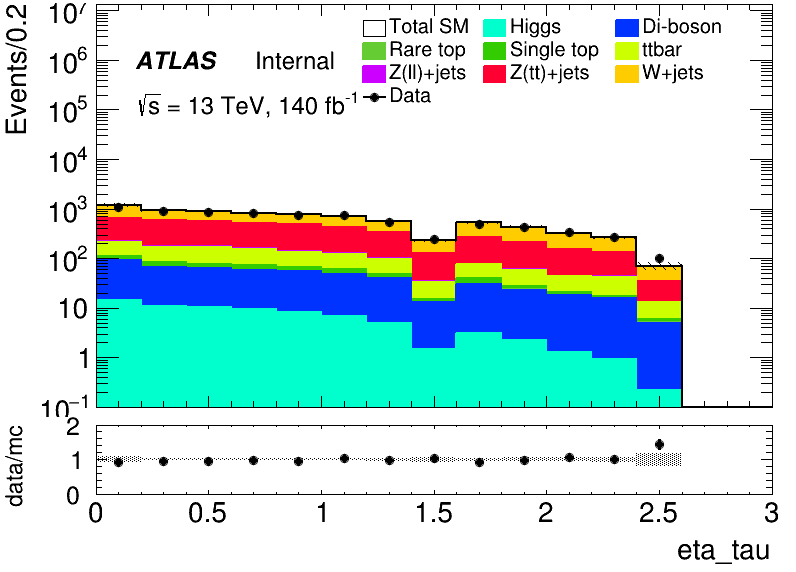 Events/0.2
10⁷
10⁶
10⁵
10⁴
10³
10²
10
1
10⁻¹
ATLAS Internal
√s = 13 TeV, 140 fb⁻¹
Total SM Higgs Di-boson
Rare top Single top ttbar
Z(ll)+jets Z(tt)+jets W+jets
Data
data/mc
2
1
0
0 0.5 1 1.5 2 2.5 3
eta_tau